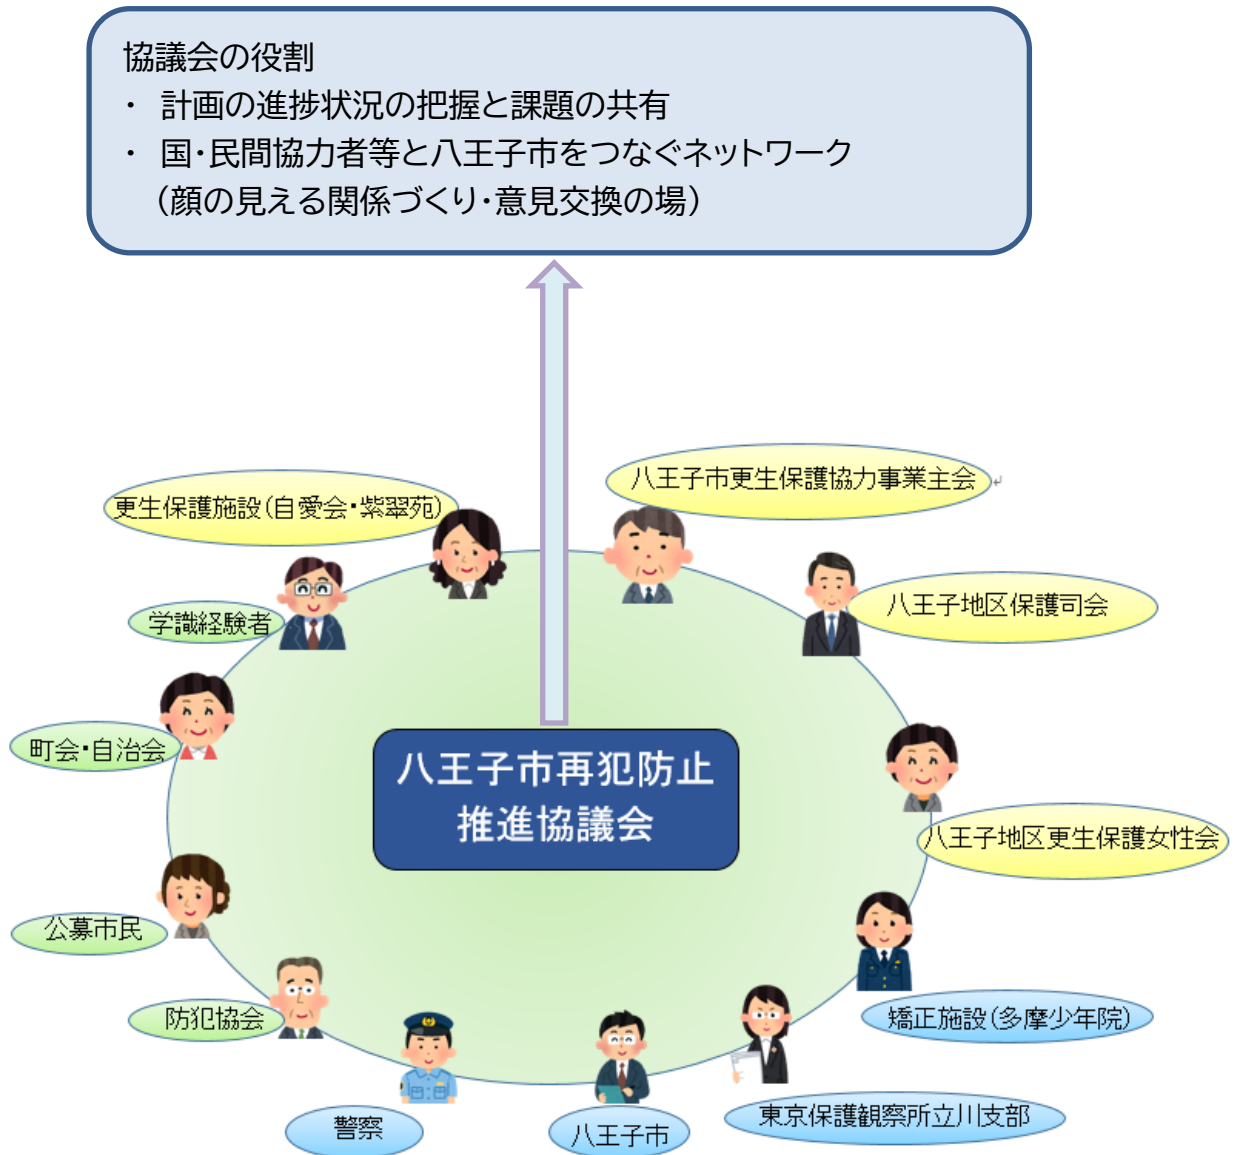 協議会の役割
・ 計画の進捗状況の把握と課題の共有
・ 国・民間協力者等と八王子市をつなぐネットワーク
（顔の見える関係づくり・意見交換の場）
八王子市更生保護協力事業主会
更生保護施設（自愛会・紫翠苑）
八王子地区保護司会
学識経験者
町会・自治会
八王子市再犯防止
推進協議会
八王子地区更生保護女性会
公募市民
防犯協会
矯正施設（多摩少年院）
東京保護観察所立川支部
警察
八王子市